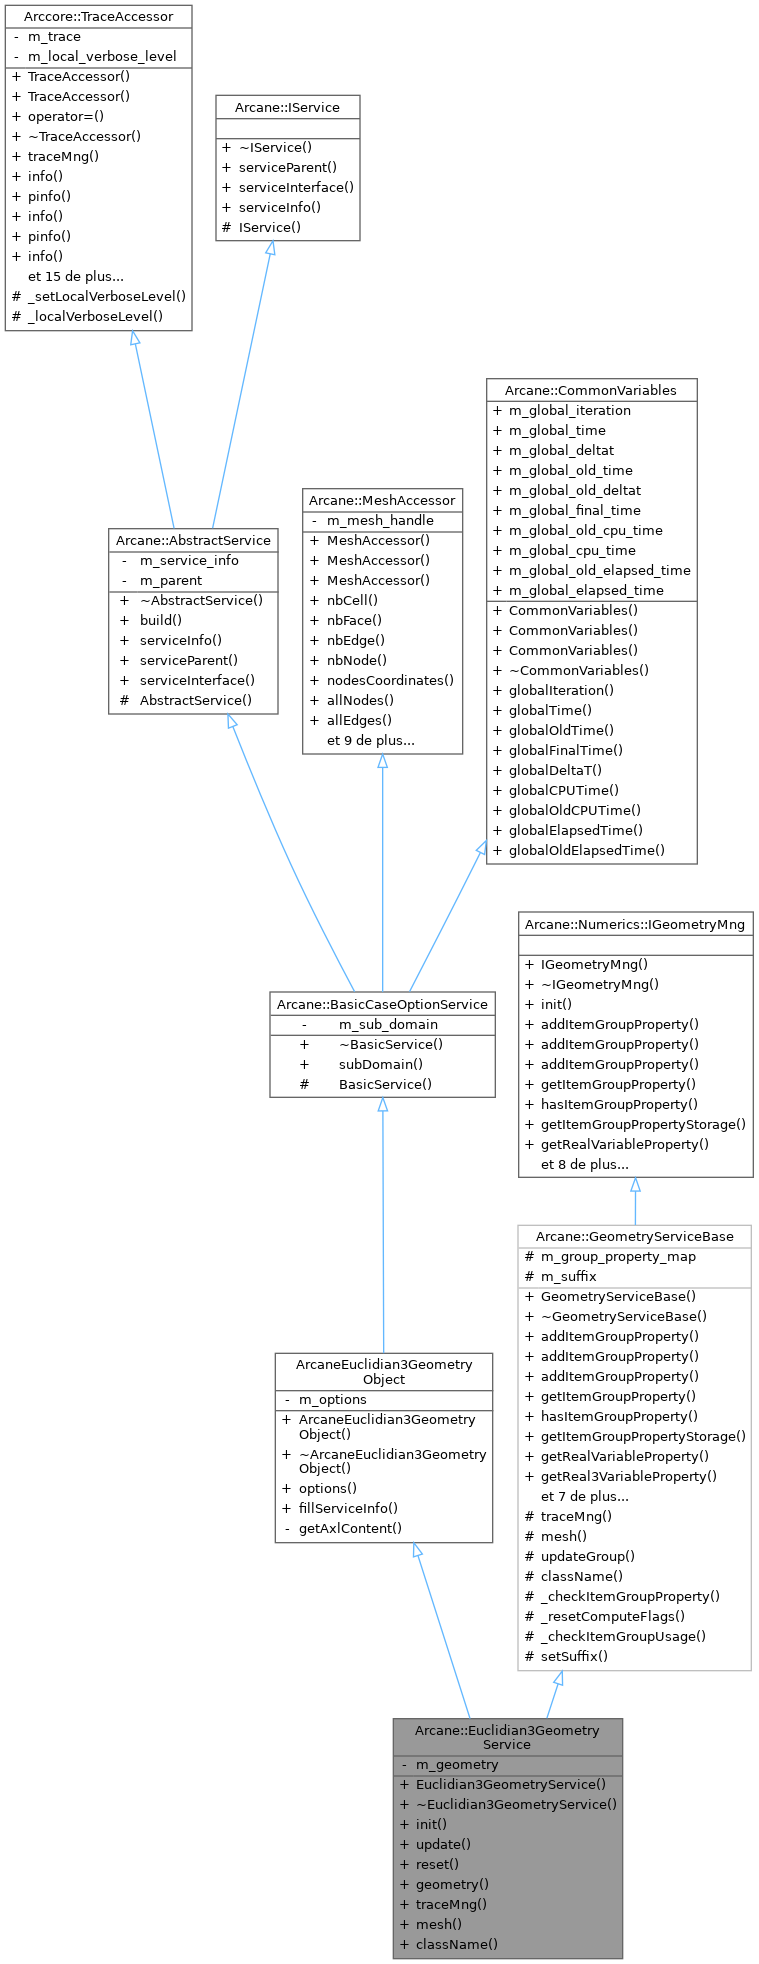 Arccore::TraceAccessor
- m_trace
- m_local_verbose_level
+ TraceAccessor()
+ TraceAccessor()
+ operator=()
+ ~TraceAccessor()
+ traceMng()
+ info()
+ pinfo()
+ info()
+ pinfo()
+ info()
et 15 de plus...
# _setLocalVerboseLevel()
# _localVerboseLevel()
Arcane::IService
+ ~IService()
+ serviceParent()
+ serviceInterface()
+ serviceInfo()
# IService()
Arcane::CommonVariables
+ m_global_iteration
+ m_global_time
+ m_global_deltat
+ m_global_old_time
+ m_global_old_deltat
+ m_global_final_time
+ m_global_old_cpu_time
+ m_global_cpu_time
+ m_global_old_elapsed_time
+ m_global_elapsed_time
+ CommonVariables()
+ CommonVariables()
+ CommonVariables()
+ ~CommonVariables()
+ globalIteration()
+ globalTime()
+ globalOldTime()
+ globalFinalTime()
+ globalDeltaT()
+ globalCPUTime()
+ globalOldCPUTime()
+ globalElapsedTime()
+ globalOldElapsedTime()
Arcane::MeshAccessor
- m_mesh_handle
+ MeshAccessor()
+ MeshAccessor()
+ MeshAccessor()
+ nbCell()
+ nbFace()
+ nbEdge()
+ nbNode()
+ nodesCoordinates()
+ allNodes()
+ allEdges()
et 9 de plus...
Arcane::AbstractService
- m_service_info
- m_parent
+ ~AbstractService()
+ build()
+ serviceInfo()
+ serviceParent()
+ serviceInterface()
# AbstractService()
Arcane::Numerics::IGeometryMng
+ IGeometryMng()
+ ~IGeometryMng()
+ init()
+ addItemGroupProperty()
+ addItemGroupProperty()
+ addItemGroupProperty()
+ getItemGroupProperty()
+ hasItemGroupProperty()
+ getItemGroupPropertyStorage()
+ getRealVariableProperty()
et 8 de plus...
Arcane::BasicCaseOptionService
- m_sub_domain
+ ~BasicService()
+ subDomain()
# BasicService()
Arcane::GeometryServiceBase
# m_group_property_map
# m_suffix
+ GeometryServiceBase()
+ ~GeometryServiceBase()
+ addItemGroupProperty()
+ addItemGroupProperty()
+ addItemGroupProperty()
+ getItemGroupProperty()
+ hasItemGroupProperty()
+ getItemGroupPropertyStorage()
+ getRealVariableProperty()
+ getReal3VariableProperty()
et 7 de plus...
# traceMng()
# mesh()
# updateGroup()
# className()
# _checkItemGroupProperty()
# _resetComputeFlags()
# _checkItemGroupUsage()
# setSuffix()
ArcaneEuclidian3Geometry
Object
- m_options
+ ArcaneEuclidian3Geometry
Object()
+ ~ArcaneEuclidian3Geometry
Object()
+ options()
+ fillServiceInfo()
- getAxlContent()
Arcane::Euclidian3Geometry
Service
- m_geometry
+ Euclidian3GeometryService()
+ ~Euclidian3GeometryService()
+ init()
+ update()
+ reset()
+ geometry()
+ traceMng()
+ mesh()
+ className()